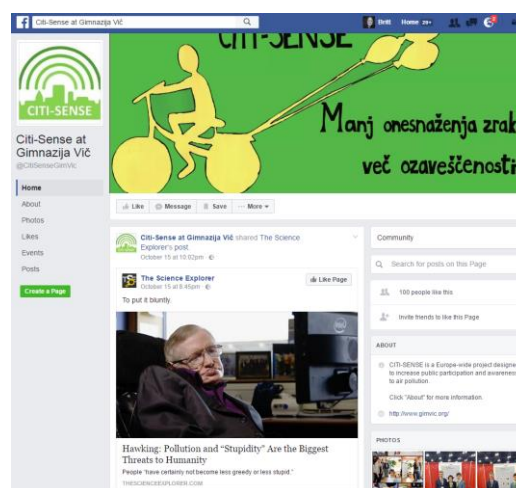 Citi-Sense at Gimnazija Vič
Britt
Home 20+
CITI-SENSE
Manj onesnaženja zrak
več ozaveščenosti
CITI-SENSE
Citi-Sense at
Gimnazija Vič
@CitiSenseGimVic
Home
About
Photos
Likes
Events
Posts
Create a Page
Like
Message
Save
More
Citi-Sense at Gimnazija Vič shared The Science
Explorer's post
October 15 at 10:02pm
The Science Explorer
October 15 at 8:45pm
Like Page
To put it bluntly.
DELL
Hawking: Pollution and "Stupidity" Are the Biggest
Threats to Humanity
People "have certainly not become less greedy or less stupid."
THESCIENCEEXPLORER.COM
Community
Search for posts on this Page
100 people like this
Invite friends to like this Page
ABOUT
CITI-SENSE is a Europe-wide project designe
to increase public participation and awareness
to air pollution.
Click "About" for more information.
http://www.gimvic.org/
PHOTOS